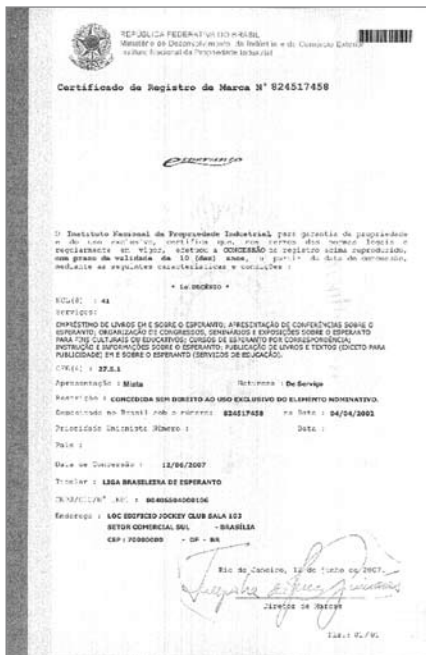 REPÚBLICA FEDERATIVA DO BRASIL
Ministério do Desenvolvimento, da Indústria e do Comércio Exterior
Instituto Nacional da Propriedade Industrial
Certificado de Registro de Marca N° 824517458
esperanto
O Instituto Nacional da Propriedade Industrial, para garantia da propriedade
e do uso exclusivo, certifica que, nos termos das normas legais e
regularmente em vigor, efetuou a CONCESSÃO do registro acima reproduzido,
com prazo de validade de 10 (dez) anos, a partir da data de concessão,
mediante as seguintes características e condições :
* 1º DECÊNIO *
NCL(8) : 41
Serviços:
EMPRÉSTIMO DE LIVROS EM E SOBRE O ESPERANTO; APRESENTAÇÃO DE CONFERÊNCIAS SOBRE O
ESPERANTO; ORGANIZAÇÃO DE CONGRESSOS, SEMINÁRIOS E EXPOSIÇÕES SOBRE O ESPERANTO
PARA FINS CULTURAIS OU EDUCATIVOS; CURSOS DE ESPERANTO POR CORRESPONDÊNCIA;
INSTRUÇÃO E INFORMAÇÕES SOBRE O ESPERANTO; PUBLICAÇÃO DE LIVROS E TEXTOS (EXCETO PARA
PUBLICIDADE) EM E SOBRE O ESPERANTO (SERVIÇOS DE EDUCAÇÃO).
CFE(4) : 27.5.1
Apresentação : Mista Natureza : De Serviço
Restrição : CONCEDIDA SEM DIREITO AO USO EXCLUSIVO DO ELEMENTO NOMINATIVO.
Depositado no Brasil sob o número: 824517458 na Data : 04/04/2002
Prioridade Unionista Número : Data :
País :
Data de Concessão : 12/06/2007
Titular : LIGA BRASILEIRA DE ESPERANTO
Endereço : LOC EDIFICIO JOCKEY CLUB SALA 103
SETOR COMERCIAL SUL - BRASÍLIA
CEP : 70000000 - DF - BR
Rio de Janeiro, 12 de junho de 2007.
Diretor de Marcas
Fls.: 01/01